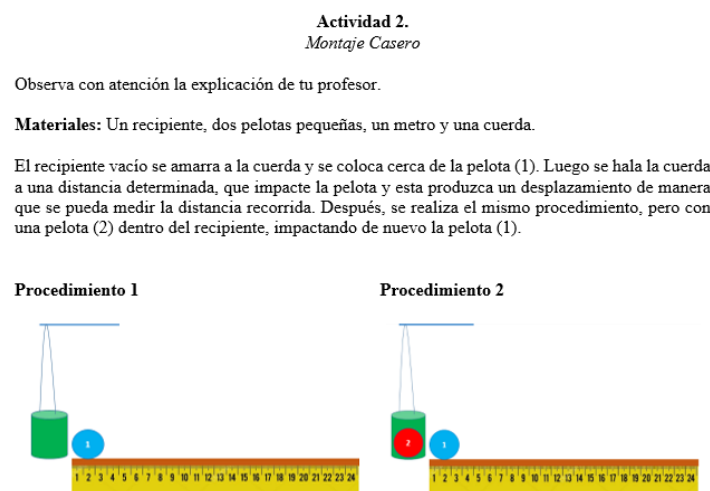 Actividad 2.
Montaje Casero
Observa con atención la explicación de tu profesor.
Materiales: Un recipiente, dos pelotas pequeñas, un metro y una cuerda.
El recipiente vacío se amarra a la cuerda y se coloca cerca de la pelota (1). Luego se hala la cuerda
a una distancia determinada, que impacte la pelota y esta produzca un desplazamiento de manera
que se pueda medir la distancia recorrida. Después, se realiza el mismo procedimiento, pero con
una pelota (2) dentro del recipiente, impactando de nuevo la pelota (1).
Procedimiento 1
Procedimiento 2
1
2 1
1 2 3 4 5 6 7 8 9 10 11 12 13 14 15 16 17 18 19 20 21 22 23 24
1 2 3 4 5 6 7 8 9 10 11 12 13 14 15 16 17 18 19 20 21 22 23 24